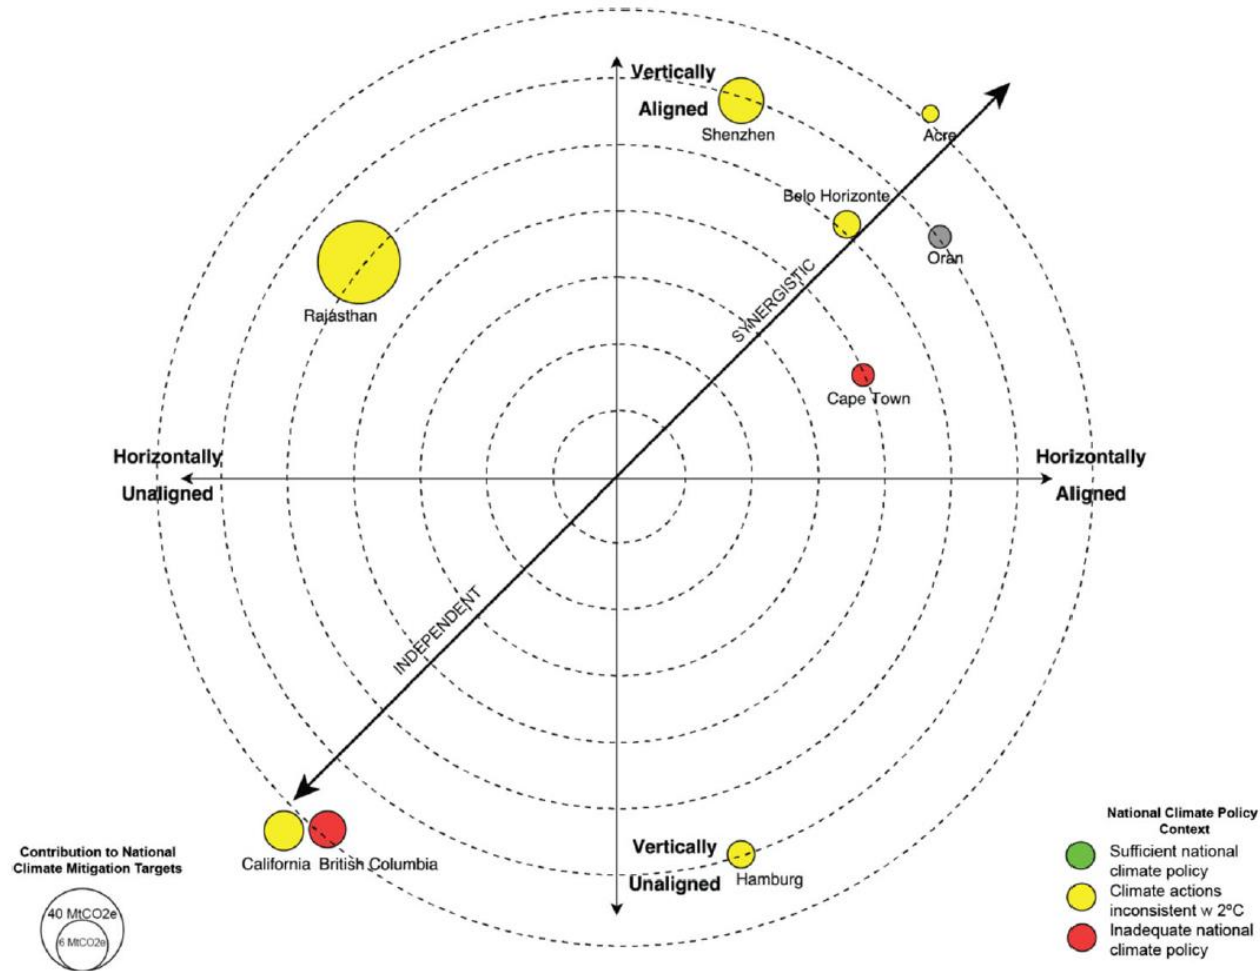 Vertically
Aligned
Shenzhen
Acre
Belo Horizonte
Oran
Rajasthan
SYNERGISTIC
Cape Town
Horizontally
Unaligned
Horizontally
Aligned
INDEPENDENT
California
British Columbia
Vertically
Unaligned
Hamburg
Contribution to National
Climate Mitigation Targets
40 MtCO2e
6 MtCO2e
National Climate Policy
Context
Sufficient national
climate policy
Climate actions
inconsistent w 2ºC
Inadequate national
climate policy